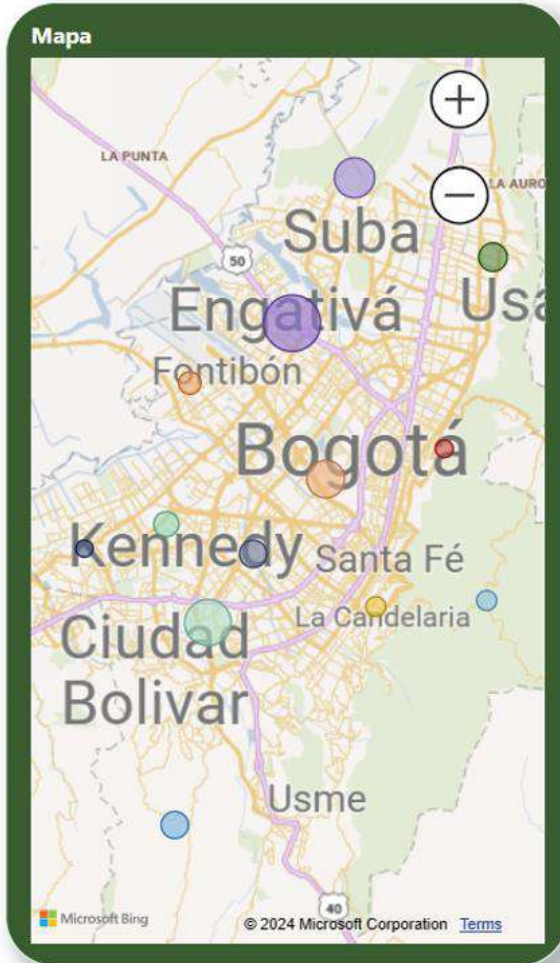 Mapa
LA PUNTA
LA AURO
Suba
50
Engativá
Usa
Fontibón
Bogotá
Kennedy
Santa Fé
La Candelaria
Ciudad
Bolivar
Usme
40
Microsoft Bing
© 2024 Microsoft Corporation Terms